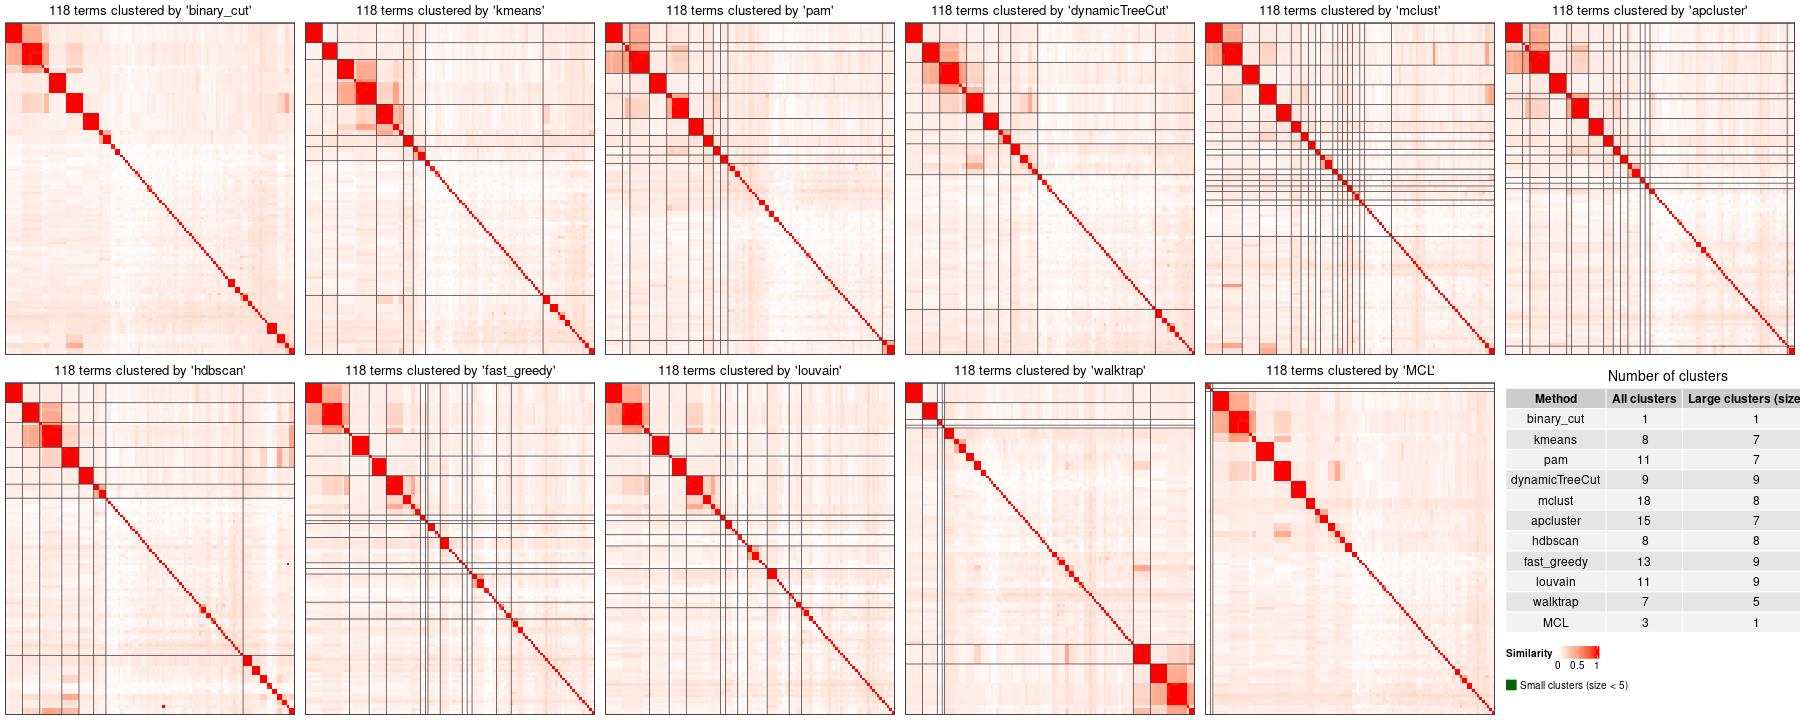 118 terms clustered by 'binary_cut'
118 terms clustered by 'kmeans'
118 terms clustered by 'pam'
118 terms clustered by 'dynamicTreeCut'
118 terms clustered by 'mclust'
118 terms clustered by 'apcluster'
118 terms clustered by 'hdbscan'
118 terms clustered by 'fast_greedy'
118 terms clustered by 'louvain'
118 terms clustered by 'walktrap'
118 terms clustered by 'MCL'
Number of clusters
Method All clusters Large clusters (size
binary_cut 1 1
kmeans 8 7
pam 11 7
dynamicTreeCut 9 9
mclust 18 8
apcluster 15 7
hdbscan 8 8
fast_greedy 13 9
louvain 11 9
walktrap 7 5
MCL 3 1
Similarity
0 0.5 1
Small clusters (size < 5)